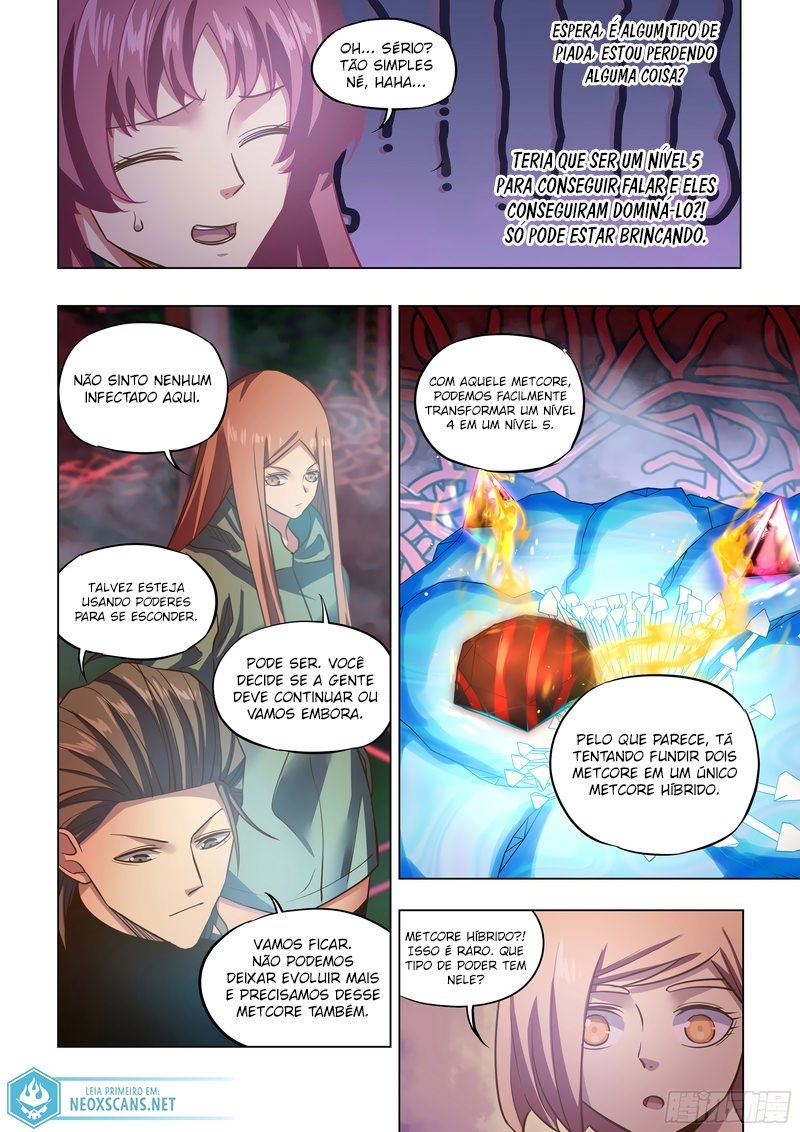 OH... SÉRIO?
TÃO SIMPLES
NÉ, HAHA...
ESPERA, É ALGUM TIPO DE
PIADA, ESTOU PERDENDO
ALGUMA COISA?
TERIA QUE SER UM NÍVEL 5
PARA CONSEGUIR FALAR E ELES
CONSEGUIRAM DOMINÁ-LO?!
SÓ PODE ESTAR BRINCANDO.
NÃO SINTO NENHUM
INFECTADO AQUI.
TALVEZ ESTEJA
USANDO PODERES
PARA SE ESCONDER.
PODE SER. VOCÊ
DECIDE SE A GENTE
DEVE CONTINUAR OU
VAMOS EMBORA.
VAMOS FICAR.
NÃO PODEMOS
DEIXAR EVOLUIR MAIS
E PRECISAMOS DESSE
METCORE TAMBÉM.
COM AQUELE METCORE,
PODEMOS FACILMENTE
TRANSFORMAR UM NÍVEL
4 EM UM NÍVEL 5.
PELO QUE PARECE, TÁ
TENTANDO FUNDIR DOIS
METCORE EM UM ÚNICO
METCORE HÍBRIDO.
METCORE HÍBRIDO?!
ISSO É RARO. QUE
TIPO DE PODER TEM
NELE?
LEIA PRIMEIRO EM:
NEOXSCANS.NET
腾讯动漫